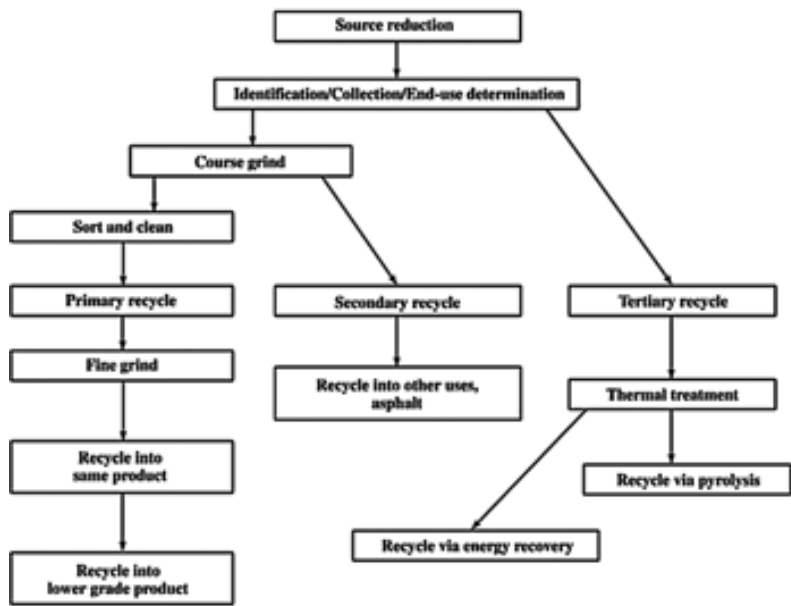 Source reduction
Identification/Collection/End-use determination
Course grind
Sort and clean
Primary recycle
Secondary recycle
Tertiary recycle
Fine grind
Recycle into other uses,
asphalt
Thermal treatment
Recycle into
same product
Recycle via pyrolysis
Recycle via energy recovery
Recycle into
lower grade product